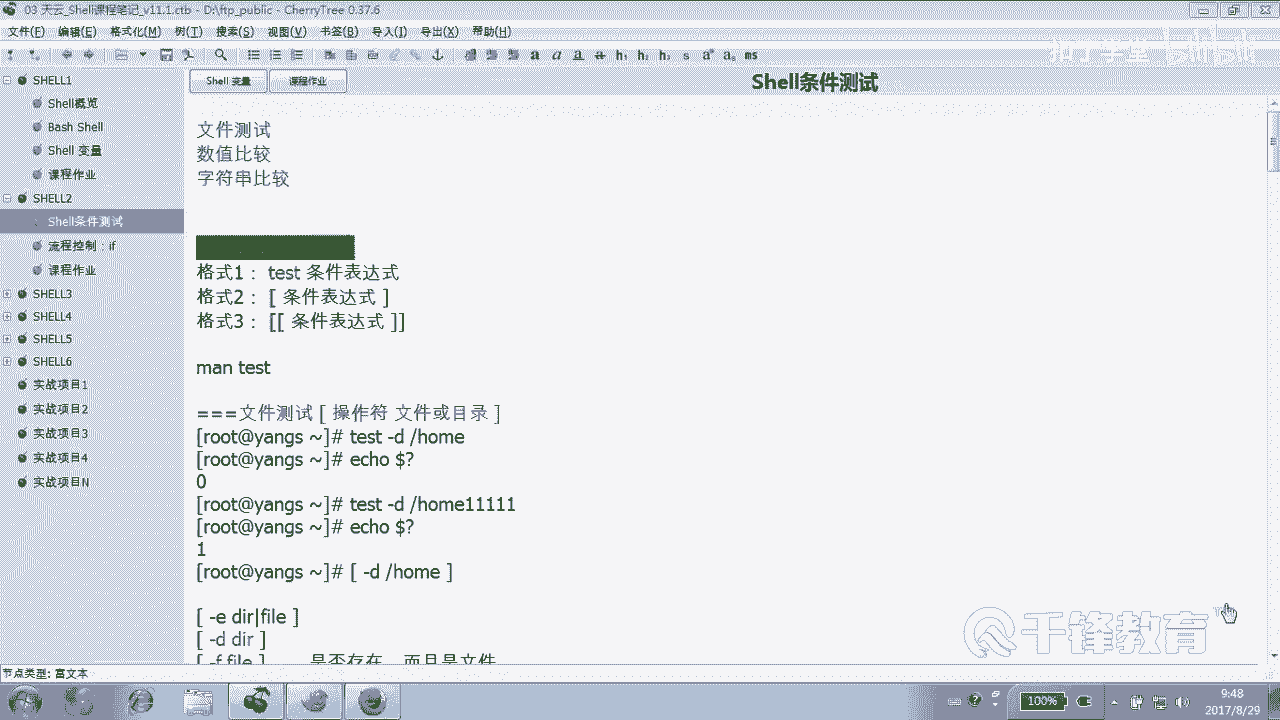 03 天云_Shell课程笔记_v11.1.ctb - D:\ftp_public - CherryTree 0.37.6
文件(F) 编辑(E) 格式化(M) 树(T) 搜索(S) 视图(V) 书签(B) 导入(I) 导出(X) 帮助(H)
SHELL1
Shell概览
Bash Shell
Shell 变量
课程作业
SHELL2
Shell条件测试
流程控制：if
课程作业
SHELL3
SHELL4
SHELL5
SHELL6
实战项目1
实战项目2
实战项目3
实战项目4
实战项目N
Shell 变量 课程作业 Shell条件测试
文件测试
数值比较
字符串比较
格式1： test 条件表达式
格式2： [ 条件表达式 ]
格式3： [[ 条件表达式 ]]
man test
===文件测试 [ 操作符 文件或目录 ]
[root@yangs ~]# test -d /home
[root@yangs ~]# echo $?
0
[root@yangs ~]# test -d /home11111
[root@yangs ~]# echo $?
1
[root@yangs ~]# [ -d /home ]
[ -e dir|file ]
[ -d dir ]
[ -f file ] 是否存在 而且是文件
千锋教育
节点类型: 富文本
100%
9:48
2017/8/29